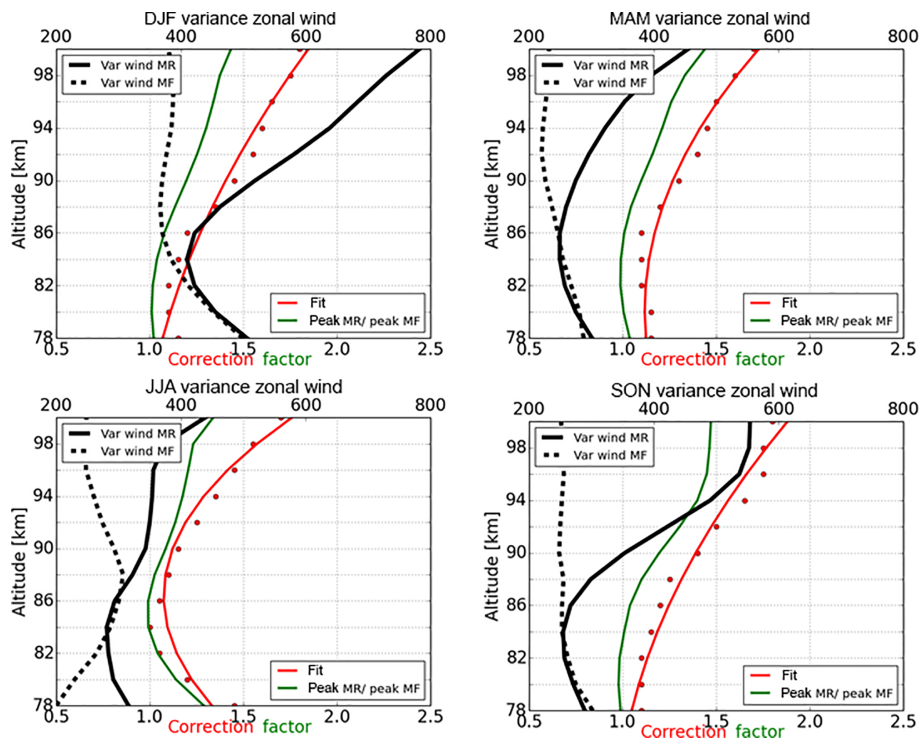 DJF variance zonal wind
200 400 600 800
98
94
90
86
82
78
Altitude [km]
Var wind MR
Var wind MF
Fit
Peak MR/ peak MF
0.5 1.0 1.5 2.0 2.5
Correction factor
MAM variance zonal wind
200 400 600 800
98
94
90
86
82
78
Altitude [km]
Var wind MR
Var wind MF
Fit
Peak MR/ peak MF
0.5 1.0 1.5 2.0 2.5
Correction factor
JJA variance zonal wind
200 400 600 800
98
94
90
86
82
78
Altitude [km]
Var wind MR
Var wind MF
Fit
Peak MR/ peak MF
0.5 1.0 1.5 2.0 2.5
Correction factor
SON variance zonal wind
200 400 600 800
98
94
90
86
82
78
Altitude [km]
Var wind MR
Var wind MF
Fit
Peak MR/ peak MF
0.5 1.0 1.5 2.0 2.5
Correction factor